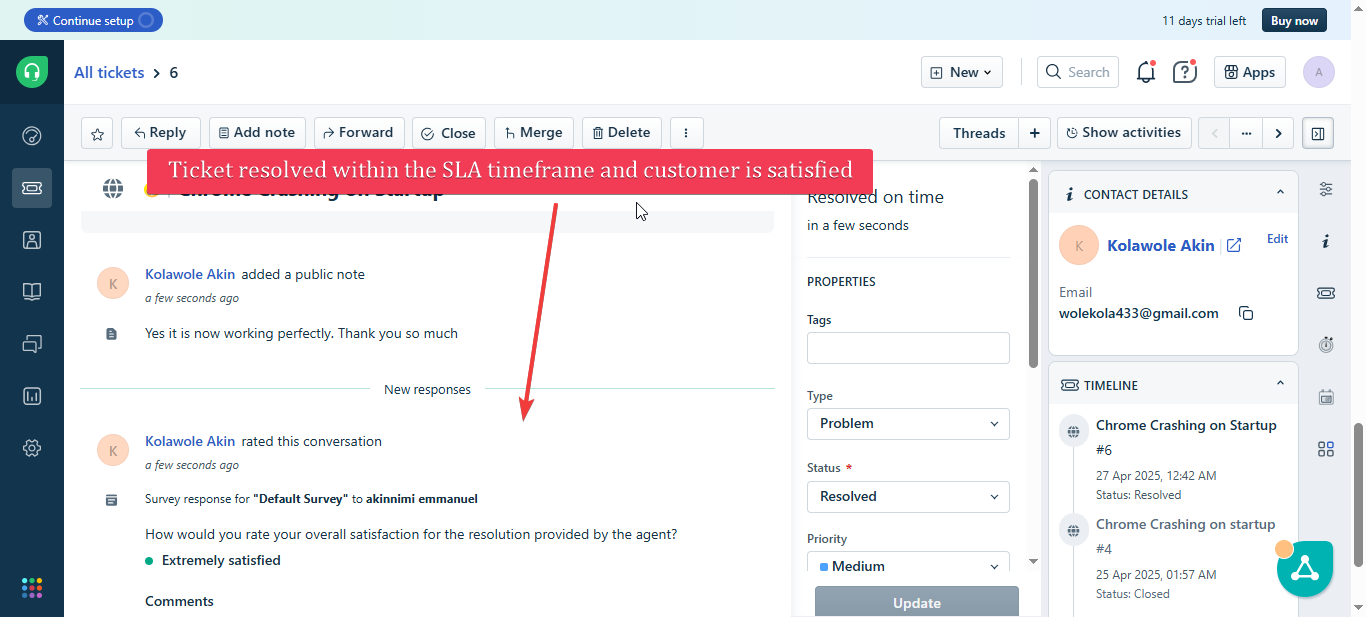 Continue setup
11 days trial left
Buy now
All tickets > 6
New
Search
Apps
A
Reply
Add note
Forward
Close
Merge
Delete
Threads
Show activities
Ticket resolved within the SLA timeframe and customer is satisfied
Chrome Crashing on Startup
K
Kolawole Akin added a public note
a few seconds ago
Yes it is now working perfectly. Thank you so much
New responses
K
Kolawole Akin rated this conversation
a few seconds ago
Survey response for "Default Survey" to akinnimi emmanuel
How would you rate your overall satisfaction for the resolution provided by the agent?
Extremely satisfied
Comments
Resolved on time
in a few seconds
PROPERTIES
Tags
Type
Problem
Status *
Resolved
Priority
Medium
Update
CONTACT DETAILS
K
Kolawole Akin
Edit
Email
wolekola433@gmail.com
TIMELINE
Chrome Crashing on Startup
#6
27 Apr 2025, 12:42 AM
Status: Resolved
Chrome Crashing on startup
#4
25 Apr 2025, 01:57 AM
Status: Closed